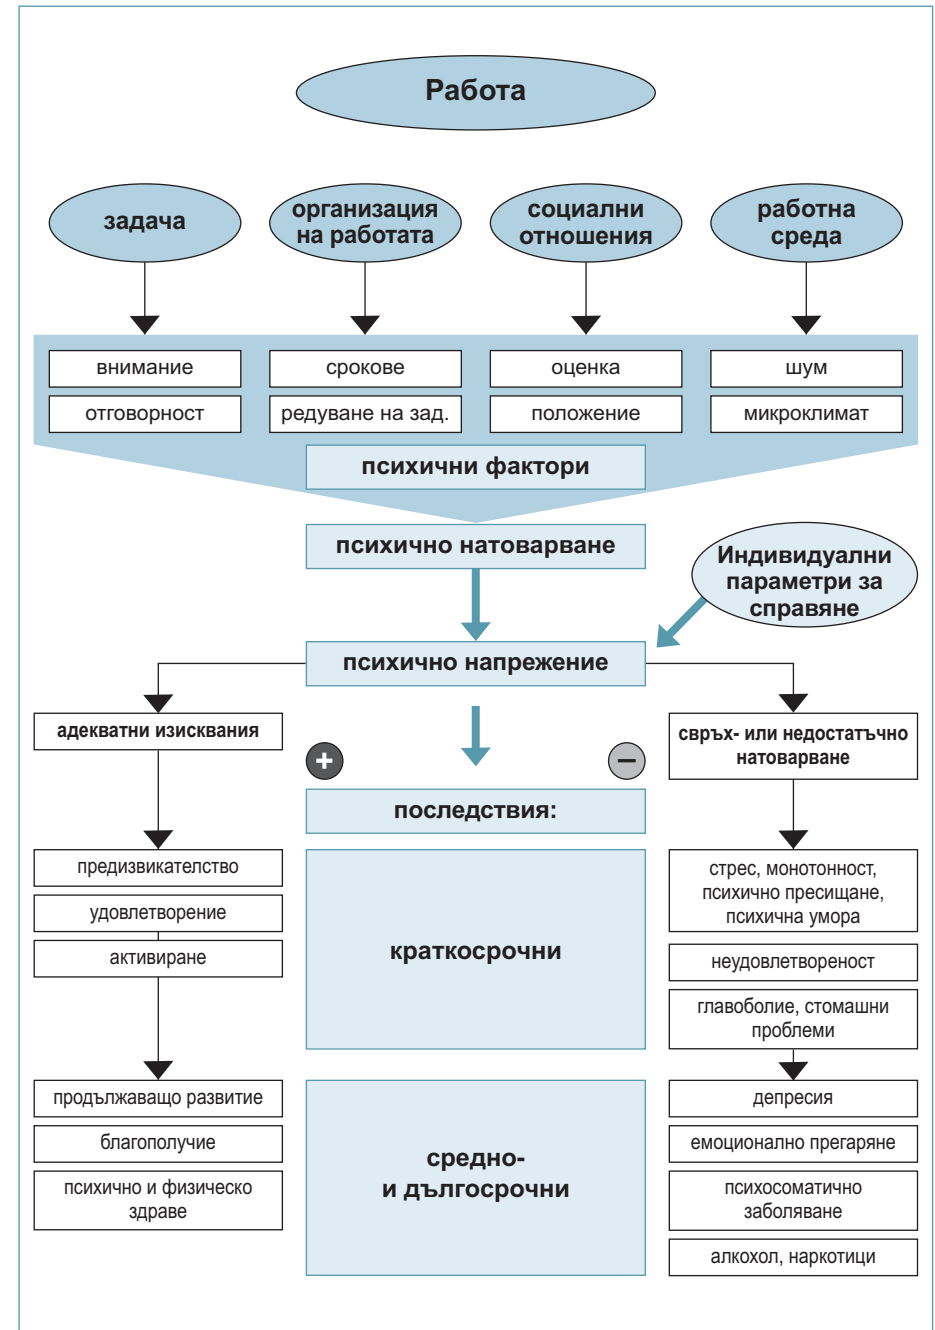 Работа
задача
организация
на работата
социални
отношения
работна
среда
внимание
срокове
оценка
шум
отговорност
редуване на зад.
положение
микроклимат
психични фактори
психично натоварване
Индивидуални
параметри за
справяне
психично напрежение
адекватни изисквания
свръх- или недостатъчно
натоварване
+
−
последствия:
предизвикателство
удовлетворение
активиране
краткосрочни
стрес, монотонност,
психично пресищане,
психична умора
неудовлетвореност
главоболие, стомашни
проблеми
продължаващо развитие
благополучие
психично и физическо
здраве
средно-
и дългосрочни
депресия
емоционално прегаряне
психосоматично
заболяване
алкохол, наркотици